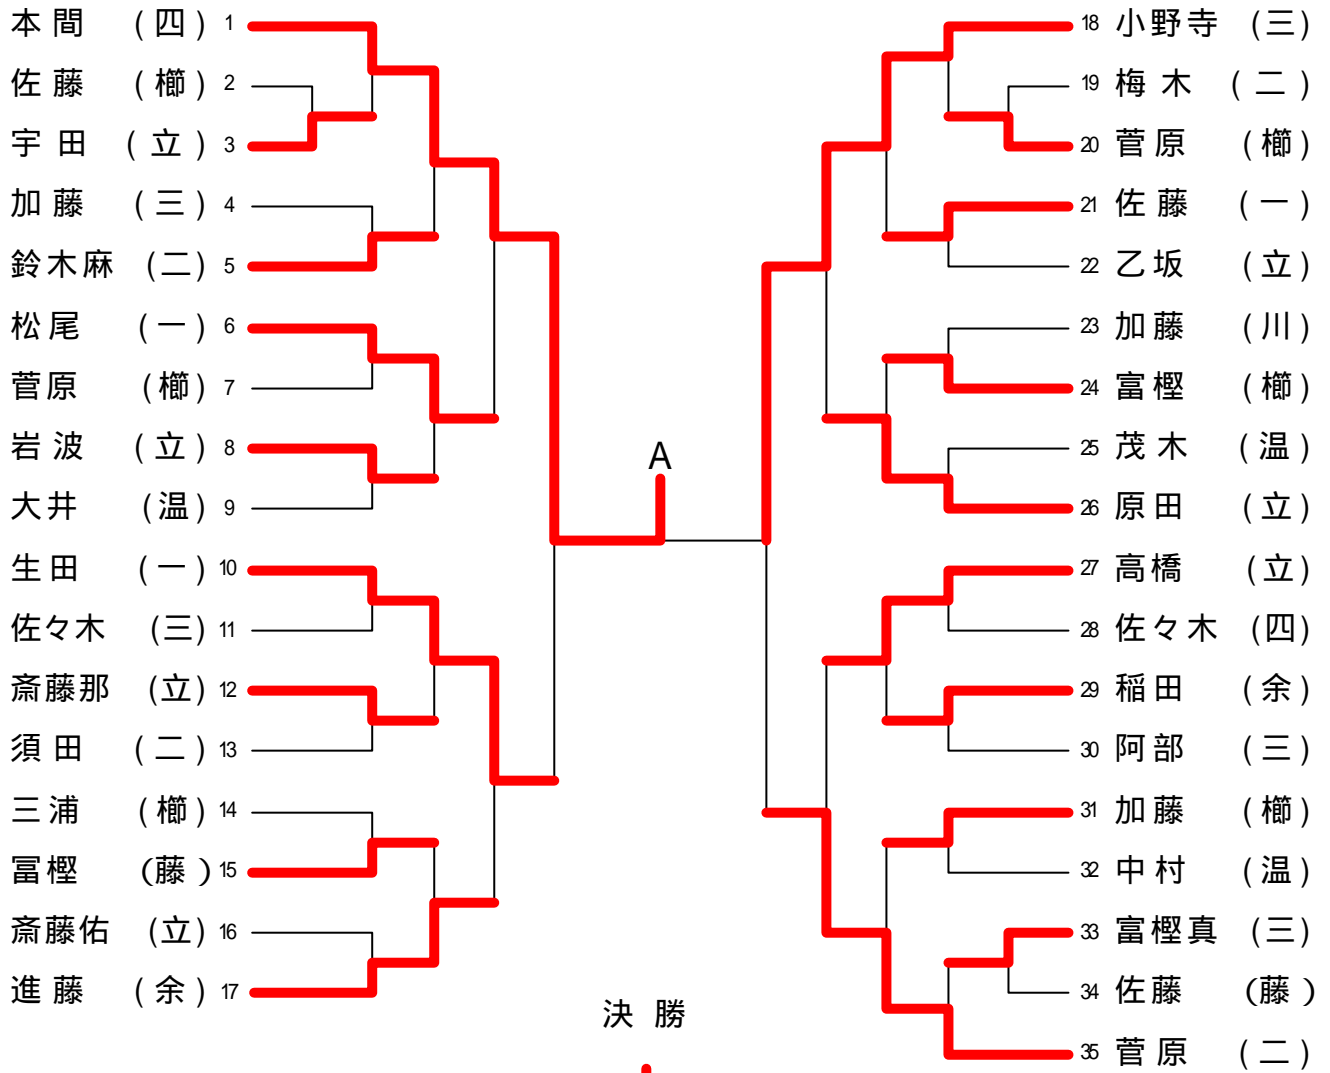 本間 (四) 1
佐藤 (櫛) 2
宇田 (立) 3
加藤 (三) 4
鈴木麻 (二) 5
松尾 (一) 6
菅原 (櫛) 7
岩波 (立) 8
大井 (温) 9
生田 (一) 10
佐々木 (三) 11
斎藤那 (立) 12
須田 (二) 13
三浦 (櫛) 14
冨樫 (藤) 15
斎藤佑 (立) 16
進藤 (余) 17
A
決勝
18 小野寺 (三)
19 梅木 (二)
20 菅原 (櫛)
21 佐藤 (一)
22 乙坂 (立)
23 加藤 (川)
24 富樫 (櫛)
25 茂木 (温)
26 原田 (立)
27 高橋 (立)
28 佐々木 (四)
29 稲田 (余)
30 阿部 (三)
31 加藤 (櫛)
32 中村 (温)
33 富樫真 (三)
34 佐藤 (藤)
35 菅原 (二)